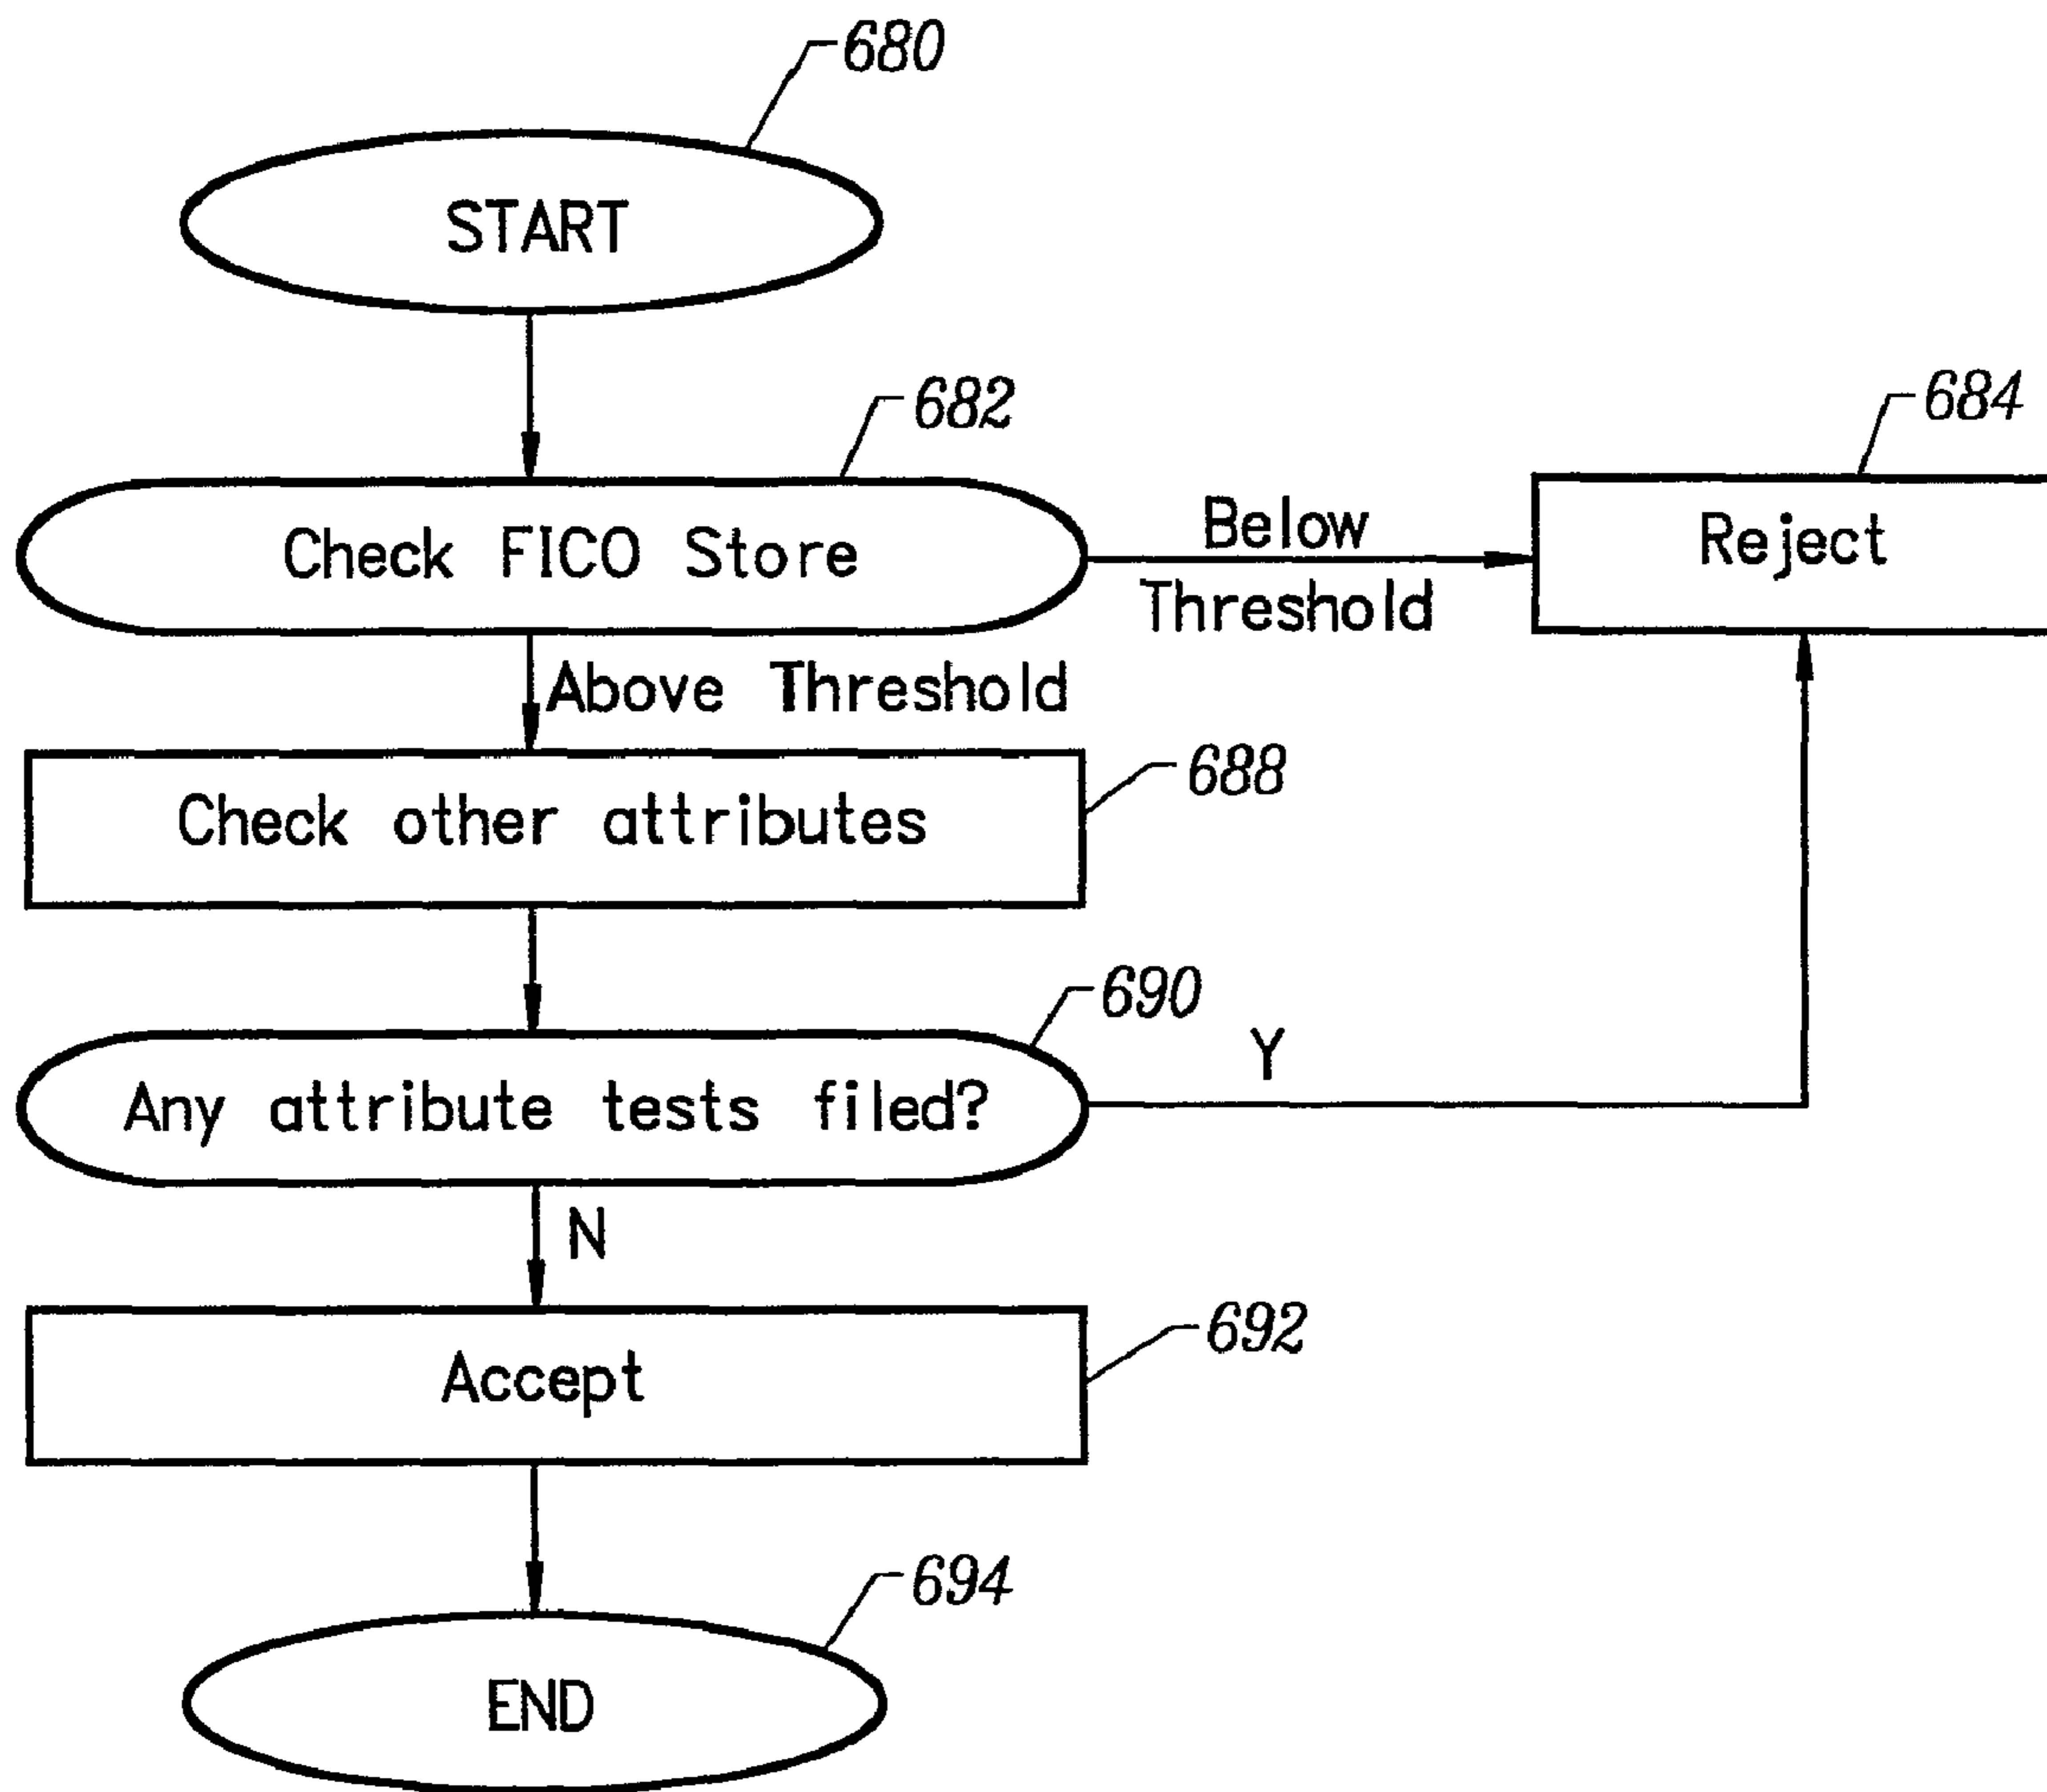 680
START
682
Check FICO Store
Below
Threshold
684
Reject
Above Threshold
688
Check other attributes
690
Any attribute tests filed?
Y
N
692
Accept
694
END